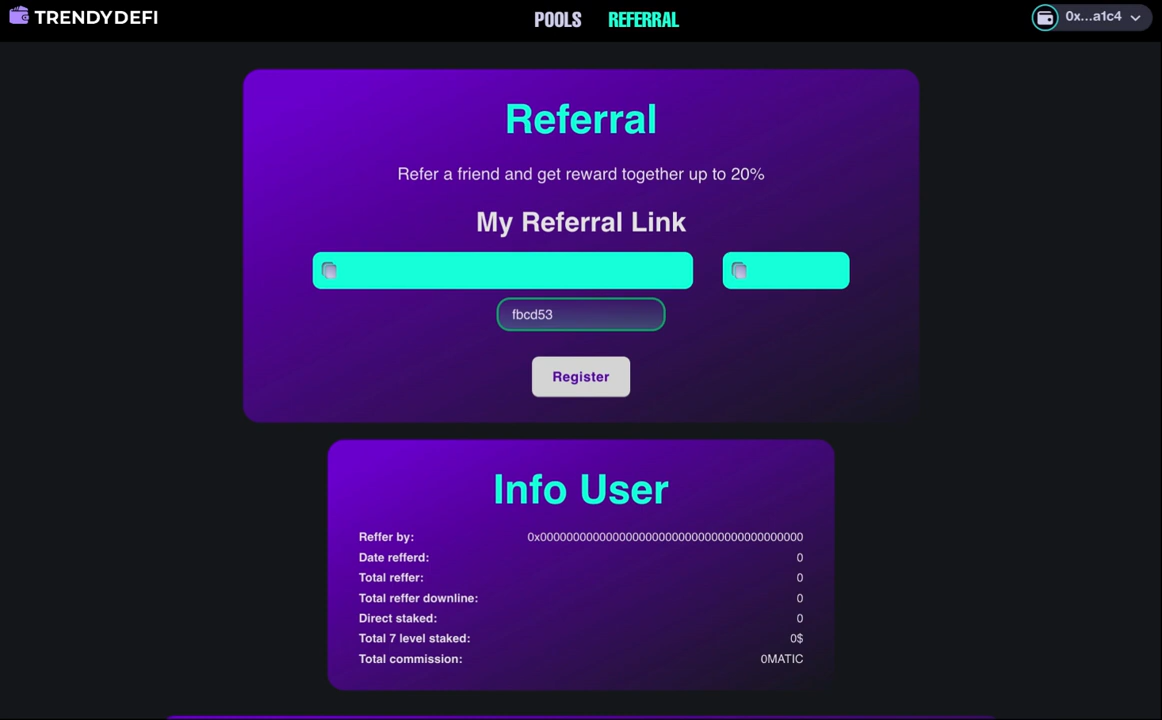 TRENDYDEFI
POOLS
REFERRAL
0x...a1c4
Referral
Refer a friend and get reward together up to 20%
My Referral Link
fbcd53
Register
Info User
Reffer by: 0x0000000000000000000000000000000000000000
Date refferd: 0
Total reffer: 0
Total reffer downline: 0
Direct staked: 0
Total 7 level staked: 0$
Total commission: 0MATIC